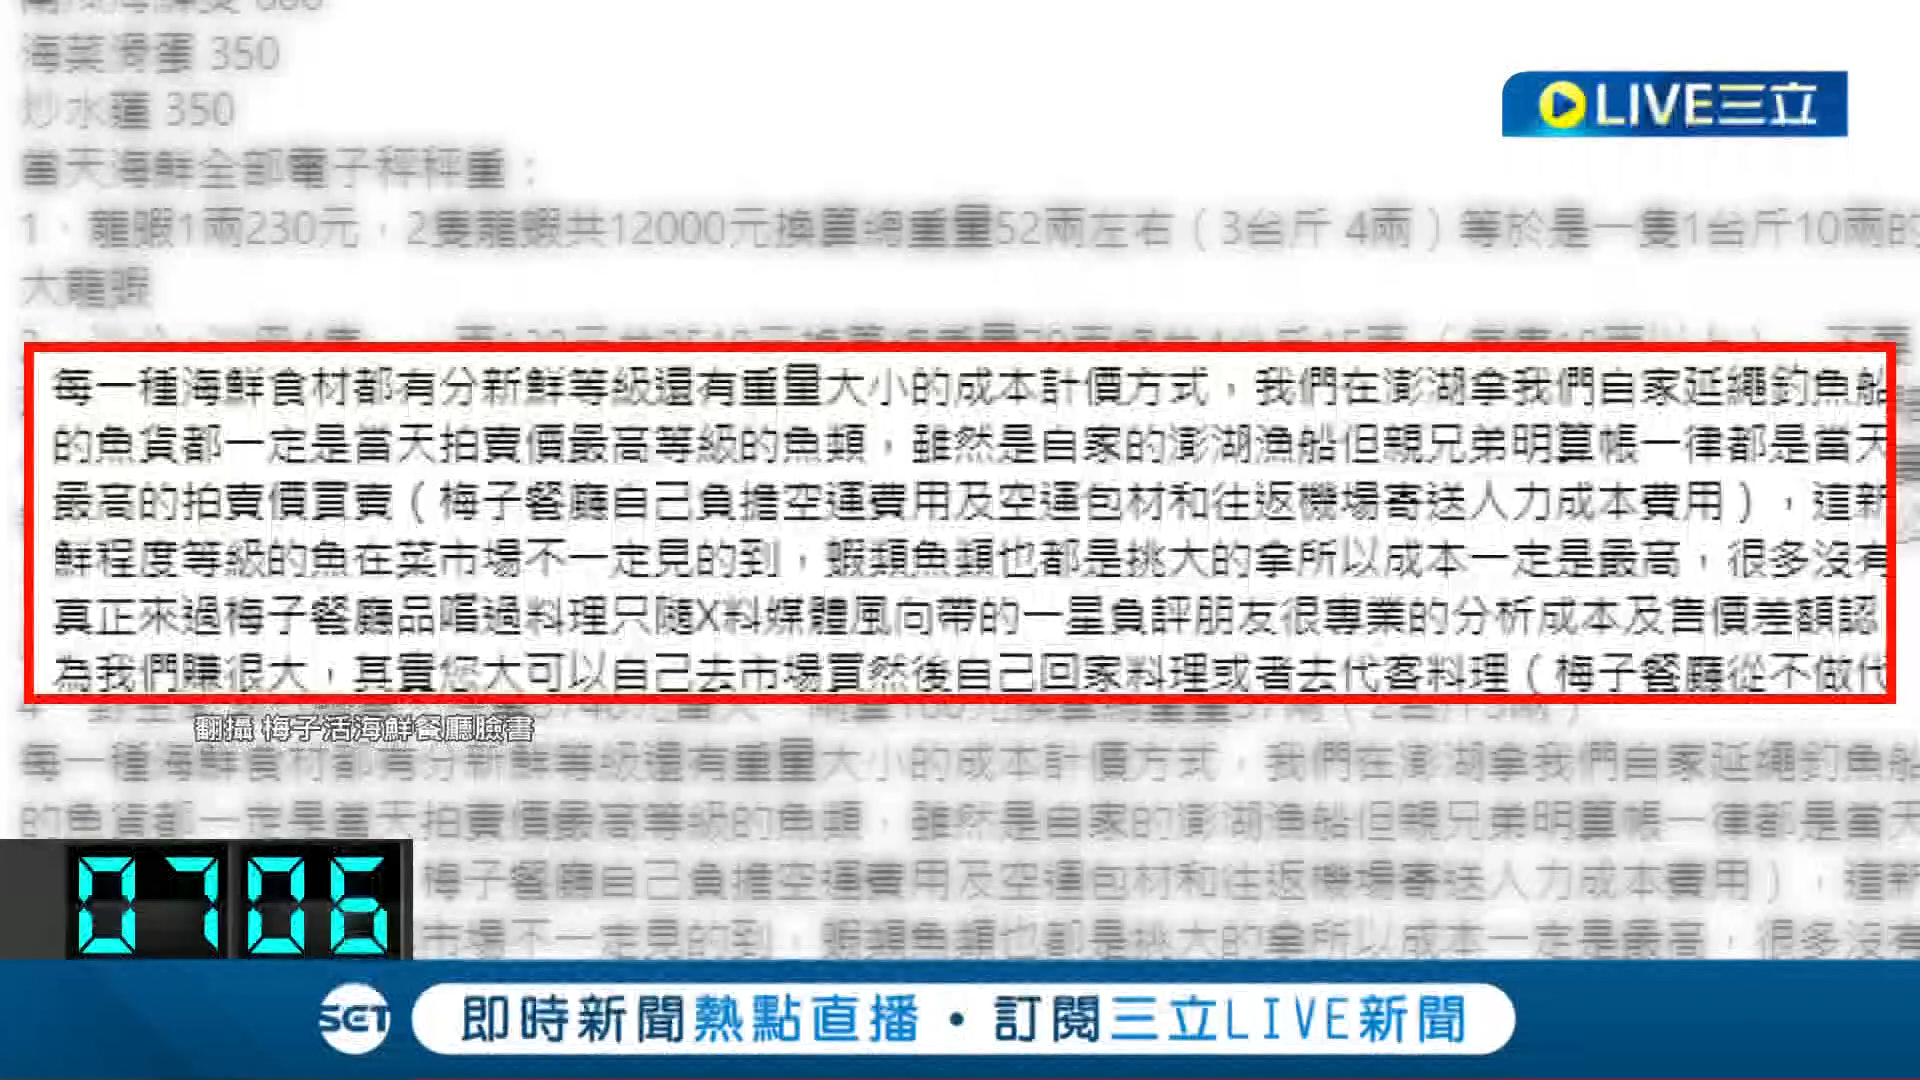 海菜滑蛋 350
炒水蓮 350
LIVE三立
當天海鮮全部電子秤秤重：
1、龍蝦1兩230元，2隻龍蝦共12000元換算總重量52兩左右（3台斤 4兩）等於是一隻1台斤10兩的
大龍蝦
每一種海鮮食材都有分新鮮等級還有重量大小的成本計價方式，我們在澎湖拿我們自家延繩釣魚船
的魚貨都一定是當天拍賣價最高等級的魚類，雖然是自家的澎湖漁船但親兄弟明算帳一律都是當天
最高的拍賣價買賣（梅子餐廳自己負擔空運費用及空運包材和往返機場寄送人力成本費用），這新
鮮程度等級的魚在菜市場不一定見的到，蝦類魚類也都是挑大的拿所以成本一定是最高，很多沒有
真正來過梅子餐廳品嚐過料理只隨X料媒體風向帶的一星負評朋友很專業的分析成本及售價差額認
為我們賺很大，其實您大可以自己去市場買然後自己回家料理或者去代客料理（梅子餐廳從不做代
翻攝 梅子活海鮮餐廳臉書
每一種海鮮食材都有分新鮮等級還有重量大小的成本計價方式，我們在澎湖拿我們自家延繩釣魚船
的魚貨都一定是當天拍賣價最高等級的魚類，雖然是自家的澎湖漁船但親兄弟明算帳一律都是當天
梅子餐廳自己負擔空運費用及空運包材和往返機場寄送人力成本費用），這新
市場不一定見的到，蝦類魚類也都是挑大的拿所以成本一定是最高，很多沒有
0706
SET 即時新聞熱點直播・訂閱三立LIVE新聞